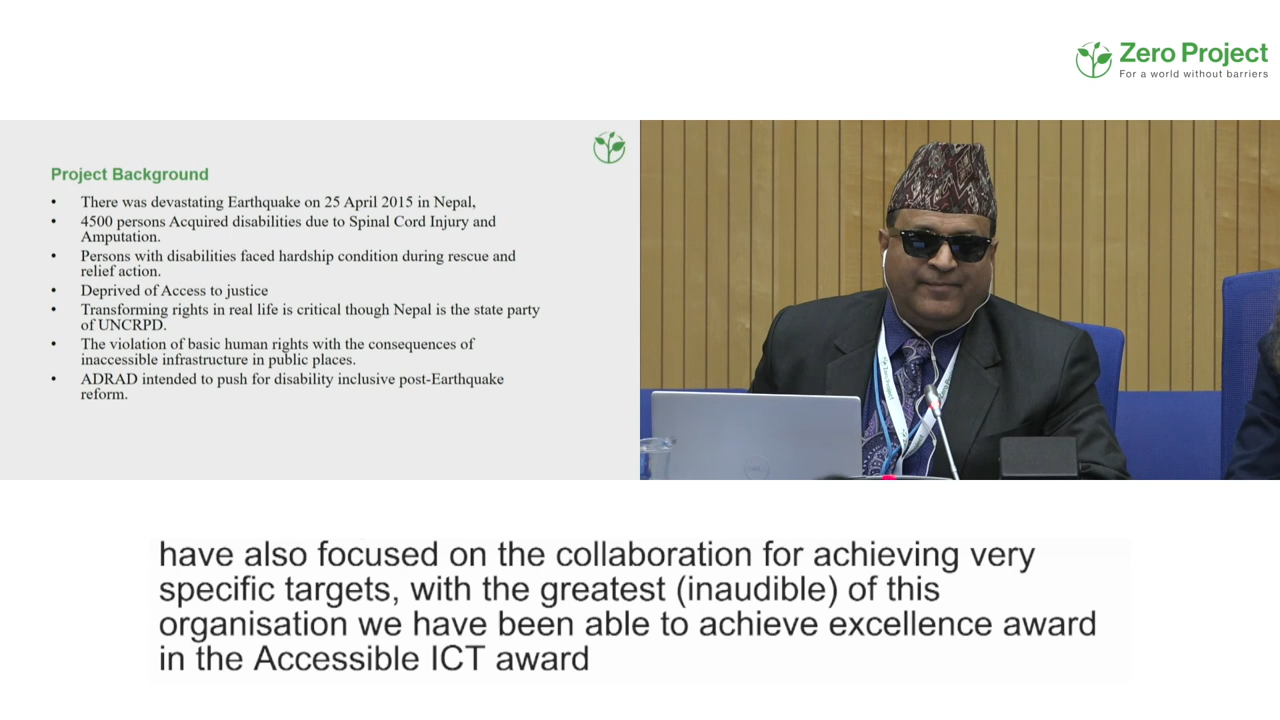 Zero Project
For a world without barriers
Project Background
• There was devastating Earthquake on 25 April 2015 in Nepal,
• 4500 persons Acquired disabilities due to Spinal Cord Injury and
Amputation.
• Persons with disabilities faced hardship condition during rescue and
relief action.
• Deprived of Access to justice
• Transforming rights in real life is critical though Nepal is the state party
of UNCRPD.
• The violation of basic human rights with the consequences of
inaccessible infrastructure in public places.
• ADRAD intended to push for disability inclusive post-Earthquake
reform.
have also focused on the collaboration for achieving very
specific targets, with the greatest (inaudible) of this
organisation we have been able to achieve excellence award
in the Accessible ICT award